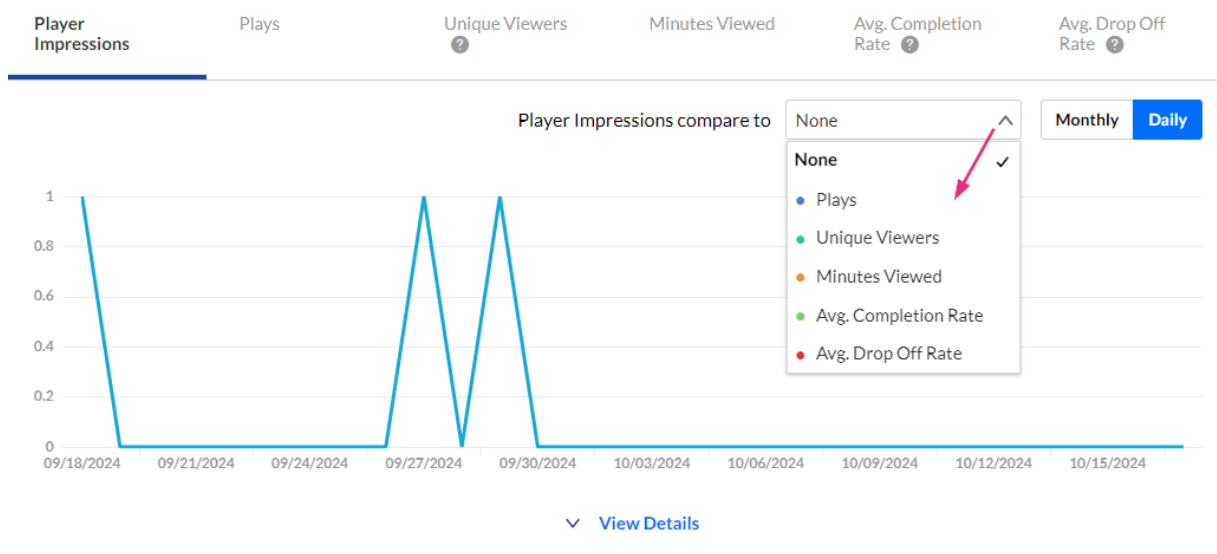 Player
Impressions
Plays
Unique Viewers
?
Minutes Viewed
Avg. Completion
Rate ?
Avg. Drop Off
Rate ?
Player Impressions compare to
None
Monthly
Daily
None
Plays
Unique Viewers
Minutes Viewed
Avg. Completion Rate
Avg. Drop Off Rate
1
0.8
0.6
0.4
0.2
0
09/18/2024
09/21/2024
09/24/2024
09/27/2024
09/30/2024
10/03/2024
10/06/2024
10/09/2024
10/12/2024
10/15/2024
View Details